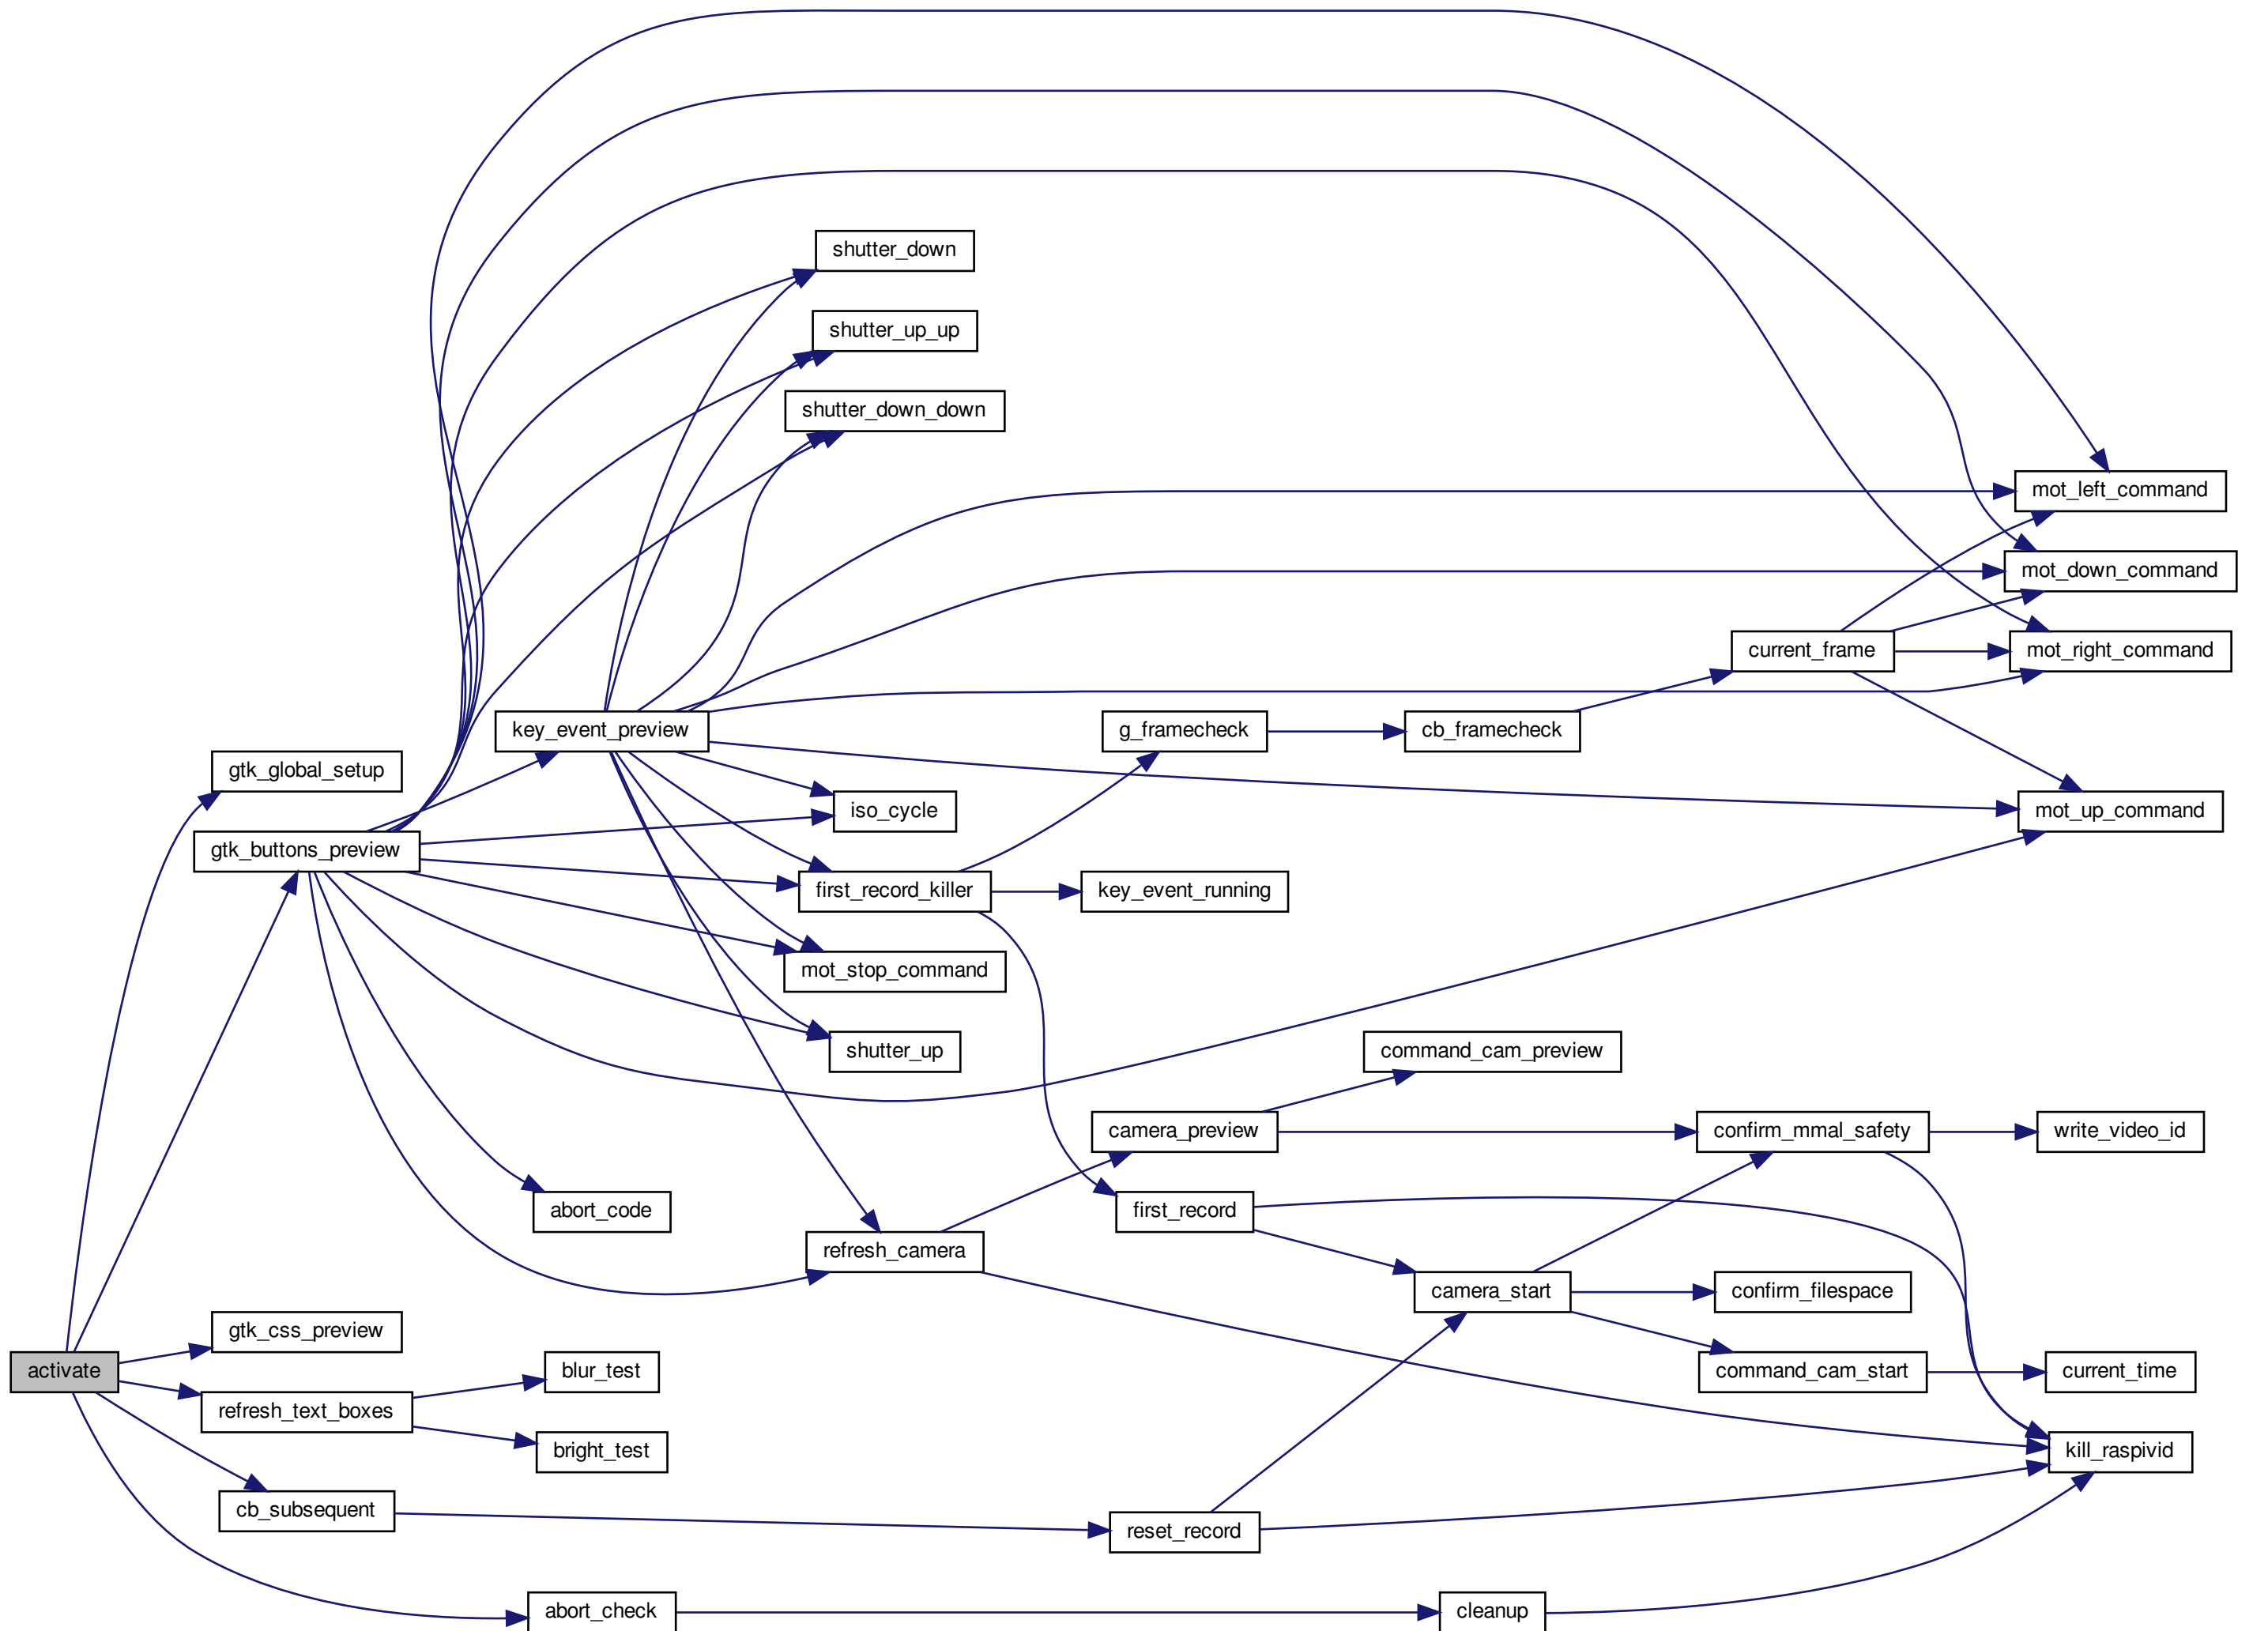 shutter_down
shutter_up_up
shutter_down_down
mot_left_command
mot_down_command
current_frame
mot_right_command
key_event_preview
g_framecheck
cb_framecheck
gtk_global_setup
iso_cycle
mot_up_command
gtk_buttons_preview
first_record_killer
key_event_running
mot_stop_command
shutter_up
command_cam_preview
camera_preview
confirm_mmal_safety
write_video_id
abort_code
first_record
refresh_camera
camera_start
confirm_filespace
gtk_css_preview
activate
blur_test
command_cam_start
current_time
refresh_text_boxes
bright_test
kill_raspivid
cb_subsequent
reset_record
abort_check
cleanup